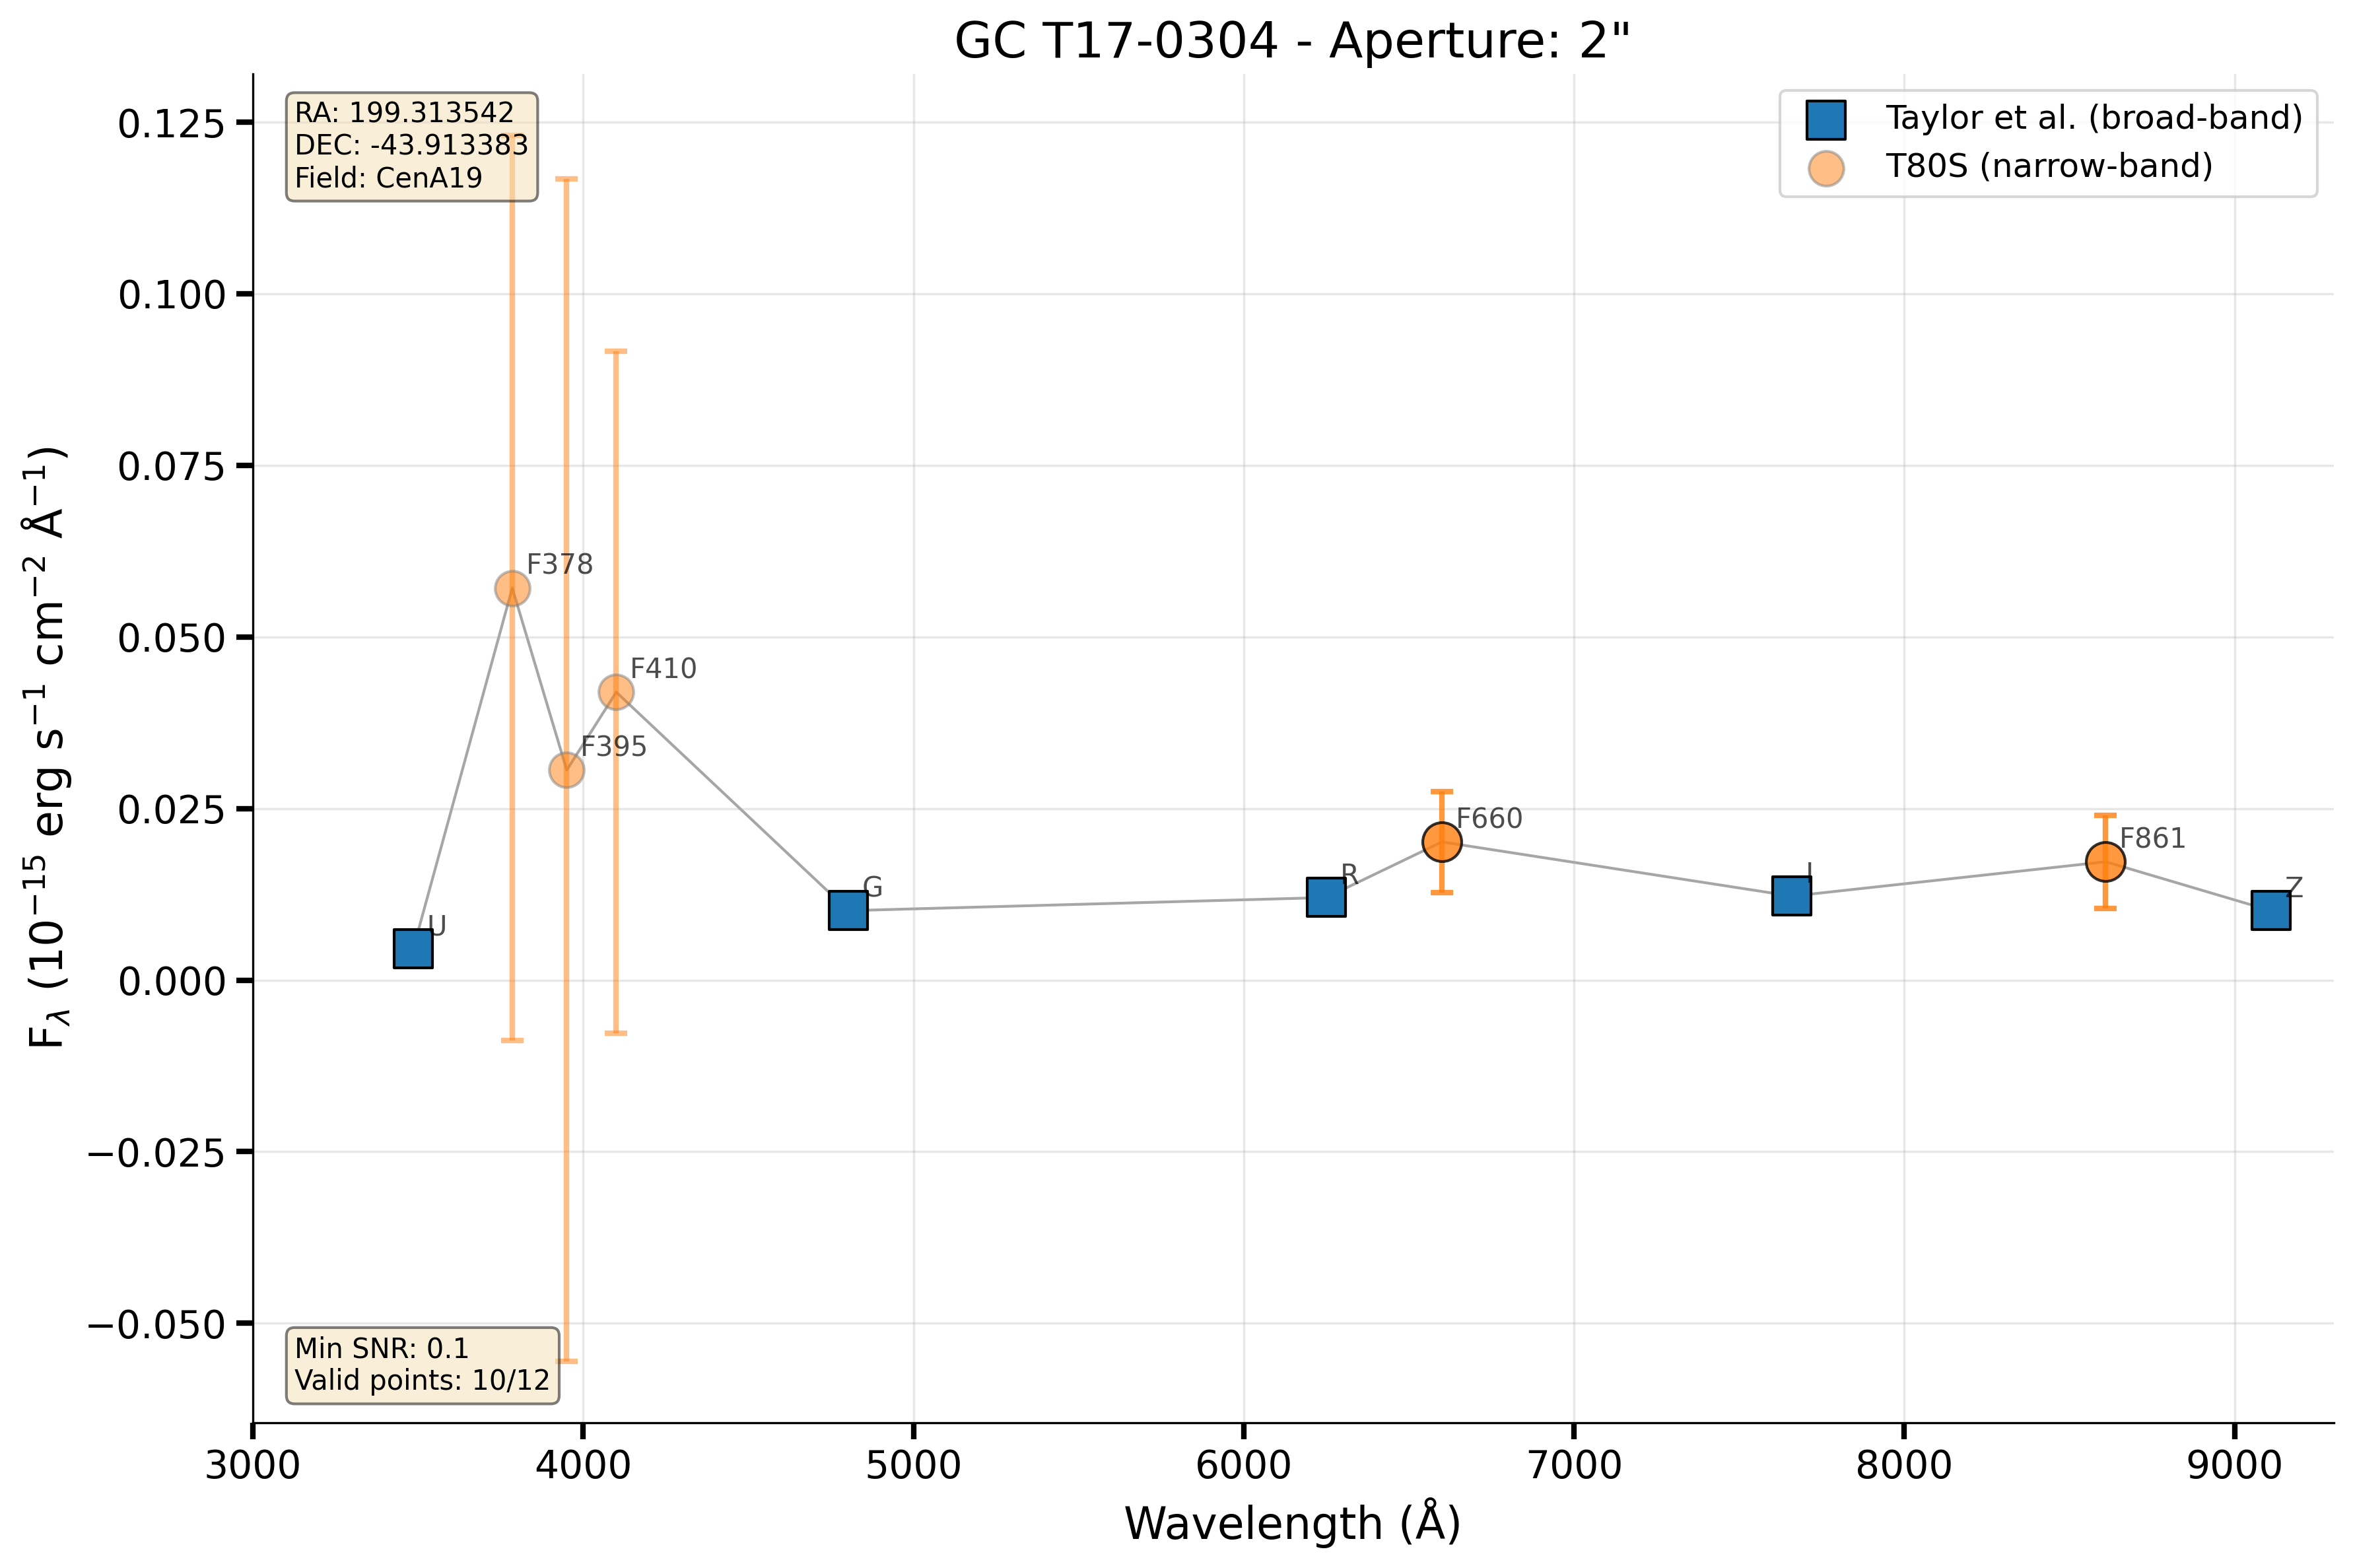 GC T17-0304 - Aperture: 2"
RA: 199.313542
DEC: -43.913383
Field: CenA19
Taylor et al. (broad-band)
T80S (narrow-band)
0.125
0.100
0.075
0.050
0.025
0.000
−0.025
−0.050
F378
F410
F395
F660
F861
G
R
I
Z
U
Min SNR: 0.1
Valid points: 10/12
3000
4000
5000
6000
7000
8000
9000
Wavelength (Å)
Fλ (10⁻¹⁵ erg s⁻¹ cm⁻² Å⁻¹)